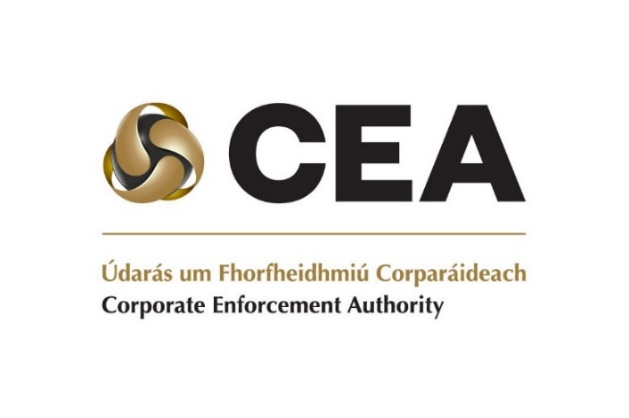 CEA
Údarás um Fhorfheidhmiú Corparáideach
Corporate Enforcement Authority